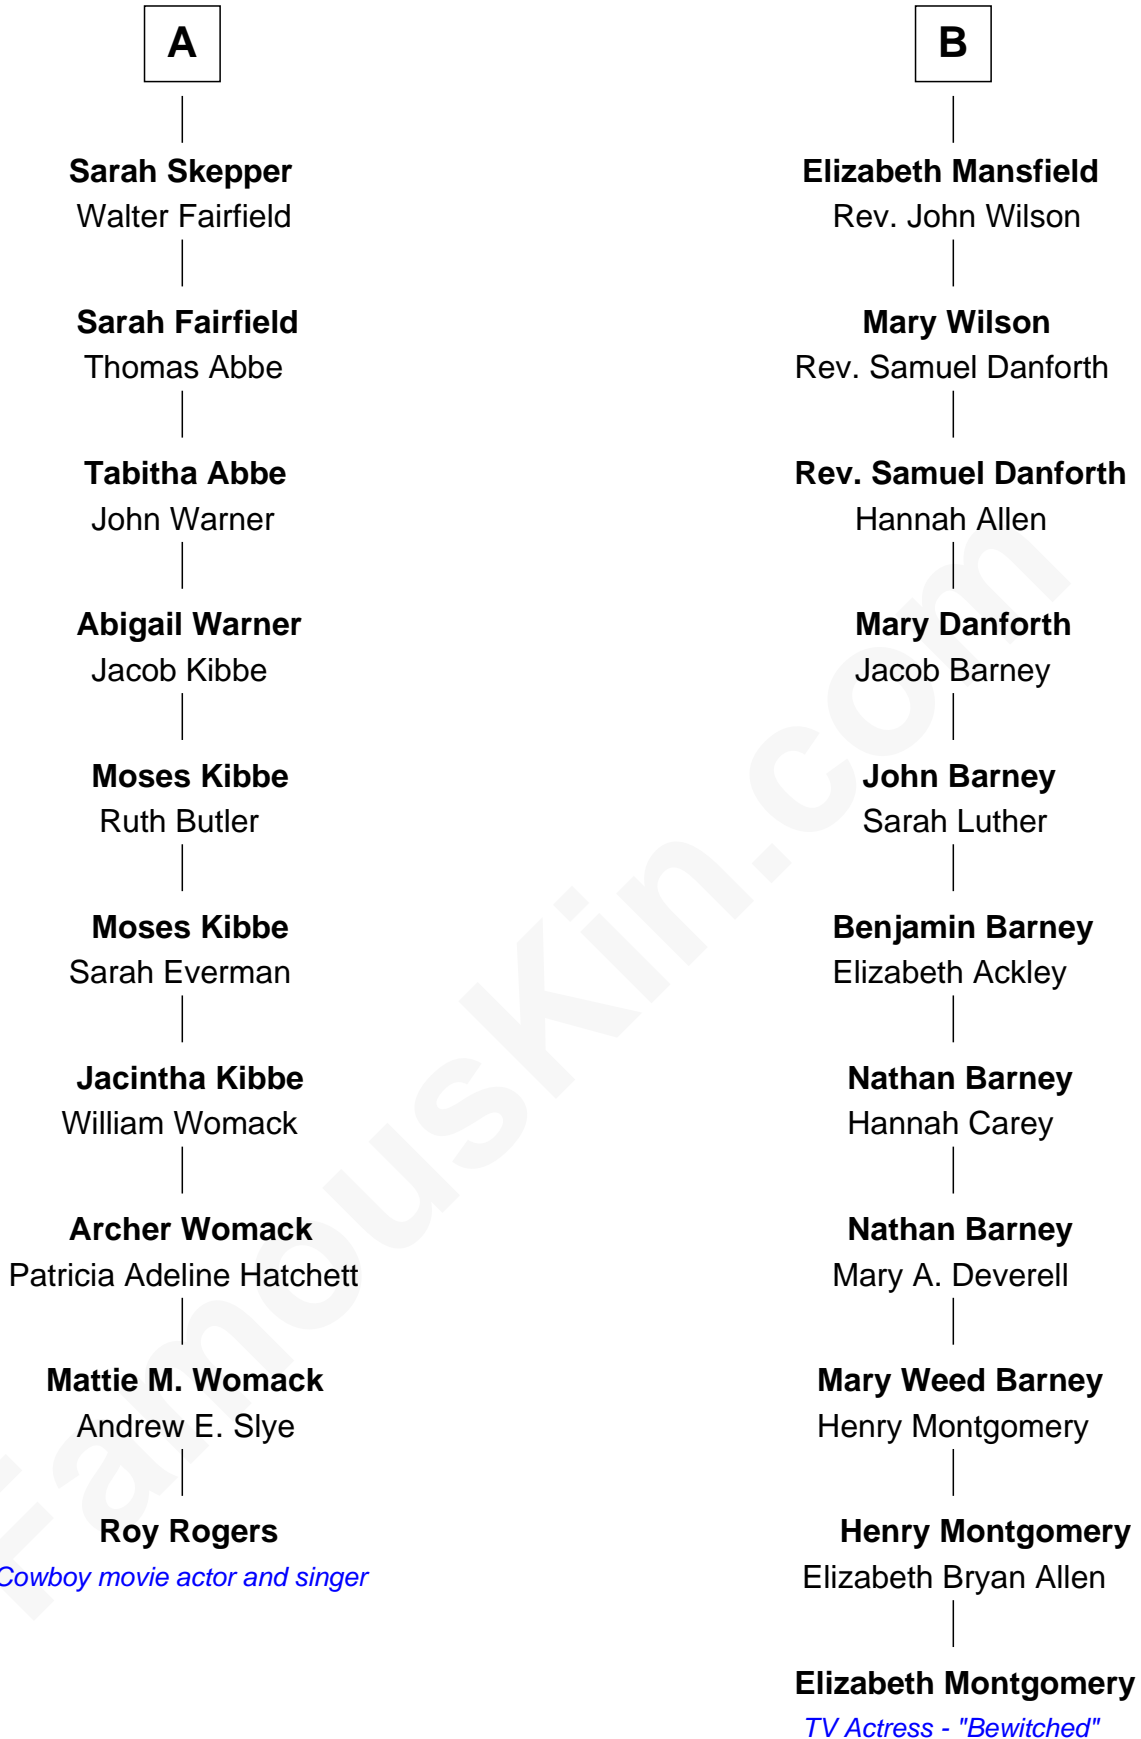 A
Sarah Skepper
Walter Fairfield
Sarah Fairfield
Thomas Abbe
Tabitha Abbe
John Warner
Abigail Warner
Jacob Kibbe
Moses Kibbe
Ruth Butler
Moses Kibbe
Sarah Everman
Jacintha Kibbe
William Womack
Archer Womack
Patricia Adeline Hatchett
Mattie M. Womack
Andrew E. Slye
Roy Rogers
Cowboy movie actor and singer
B
Elizabeth Mansfield
Rev. John Wilson
Mary Wilson
Rev. Samuel Danforth
Rev. Samuel Danforth
Hannah Allen
Mary Danforth
Jacob Barney
John Barney
Sarah Luther
Benjamin Barney
Elizabeth Ackley
Nathan Barney
Hannah Carey
Nathan Barney
Mary A. Deverell
Mary Weed Barney
Henry Montgomery
Henry Montgomery
Elizabeth Bryan Allen
Elizabeth Montgomery
TV Actress - "Bewitched"
FamousKin.com